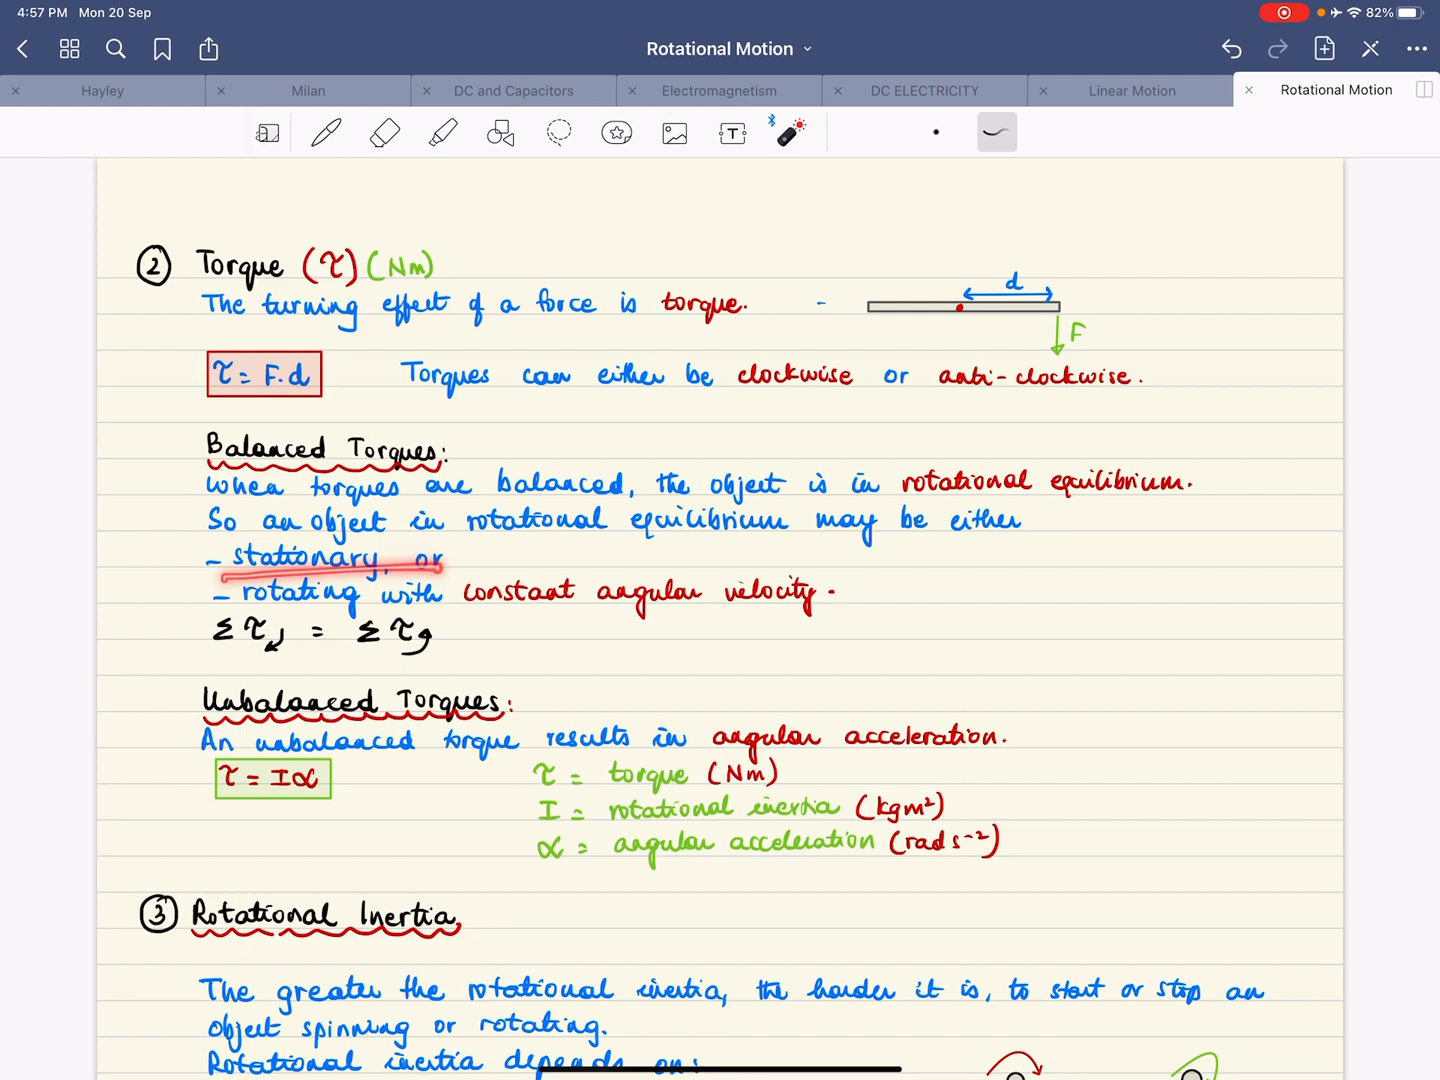 4:57 PM Mon 20 Sep
82%
Rotational Motion
Hayley
Milan
DC and Capacitors
Electromagnetism
DC ELECTRICITY
Linear Motion
Rotational Motion
T
② Torque (τ) (Nm)
The turning effect of a force is torque. -
d
F
τ = F.d
Torques can either be clockwise or anti-clockwise.
Balanced Torques:
When torques are balanced, the object is in rotational equilibrium.
So an object in rotational equilibrium may be either
- stationary, or
- rotating with constant angular velocity.
Στ↲ = Στ⤴
Unbalanced Torques:
An unbalanced torque results in angular acceleration.
τ = Iα
τ = torque (Nm)
I = rotational inertia (kgm²)
α = angular acceleration (rad s⁻²)
③ Rotational Inertia
The greater the rotational inertia, the harder it is, to start or stop an
object spinning or rotating.
Rotational inertia depends on: